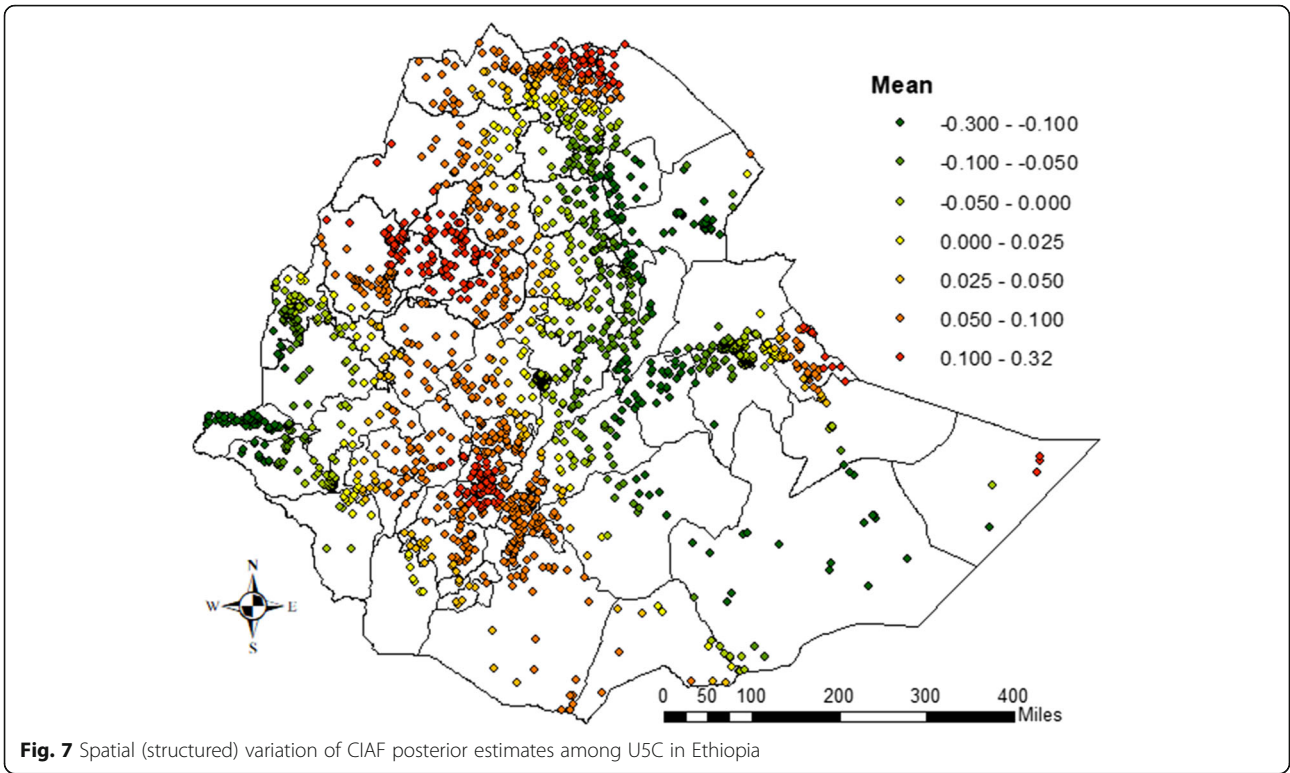 Mean
-0.300 - -0.100
-0.100 - -0.050
-0.050 - 0.000
0.000 - 0.025
0.025 - 0.050
0.050 - 0.100
0.100 - 0.32
N
W E
S
0 50 100 200 300 400
Miles
Fig. 7 Spatial (structured) variation of CIAF posterior estimates among U5C in Ethiopia